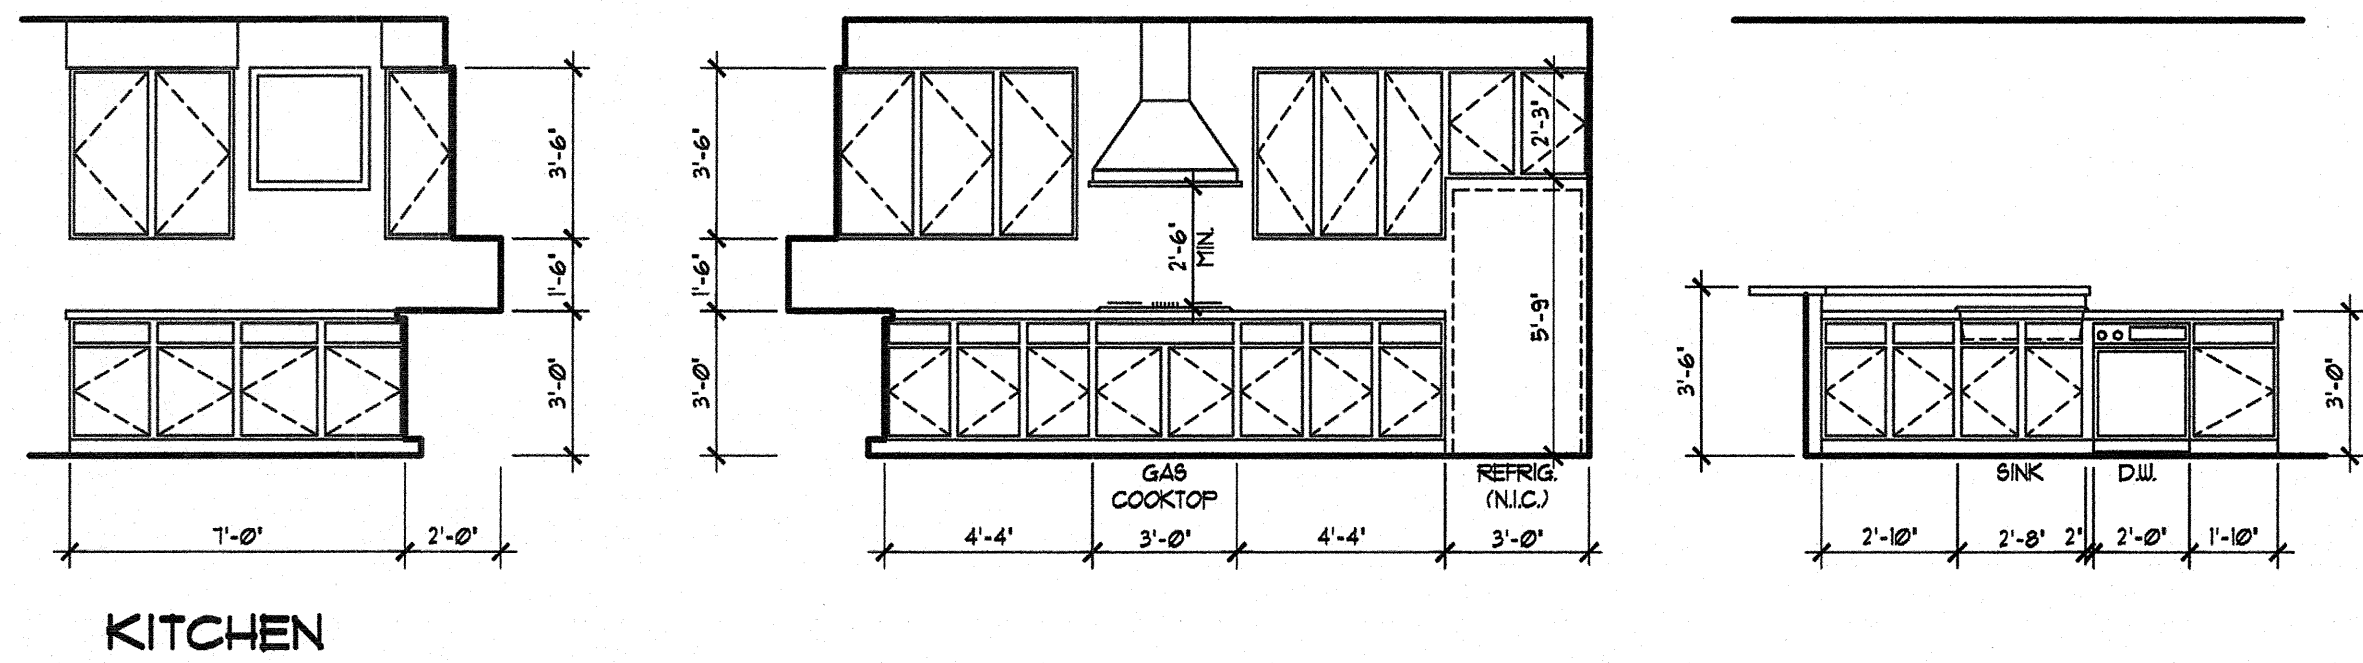 3'-6"
1'-6"
3'-0"
7'-0"
2'-0"
3'-6"
1'-6"
3'-0"
2'-6"
MIN.
2'-3"
5'-9"
GAS
COOKTOP
REFRIG.
(N.I.C.)
4'-4"
3'-0"
4'-4"
3'-0"
3'-6"
3'-0"
SINK
D.W.
2'-10"
2'-8"
2"
2'-0"
1'-10"
KITCHEN